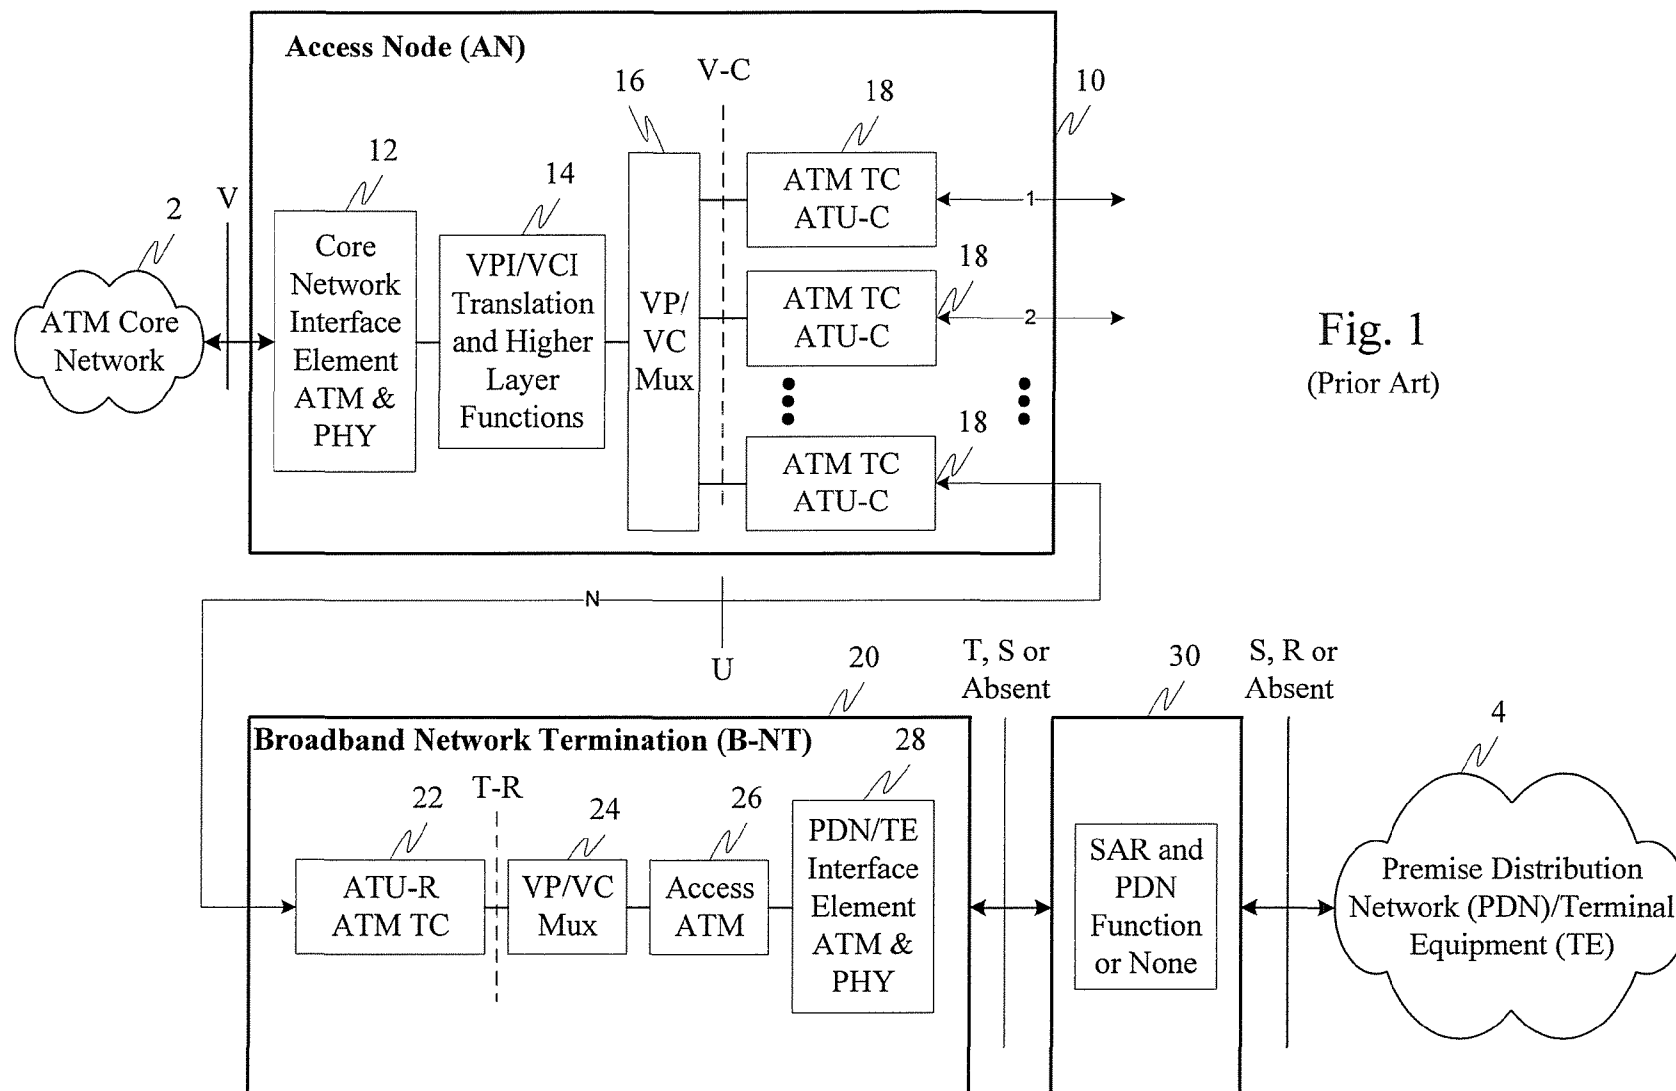 Access Node (AN)
V-C
16
18
10
12
14
2
V
ATM TC
ATU-C
1
Core
Network
Interface
Element
ATM &
PHY
VPI/VCI
Translation
and Higher
Layer
Functions
VP/
VC
Mux
18
ATM TC
ATU-C
2
ATM Core
Network
Fig. 1
(Prior Art)
18
ATM TC
ATU-C
N
U
20
T, S or
Absent
30
S, R or
Absent
4
Broadband Network Termination (B-NT)
28
T-R
22
24
26
PDN/TE
Interface
Element
ATM &
PHY
ATU-R
ATM TC
VP/VC
Mux
Access
ATM
SAR and
PDN
Function
or None
Premise Distribution
Network (PDN)/Terminal
Equipment (TE)